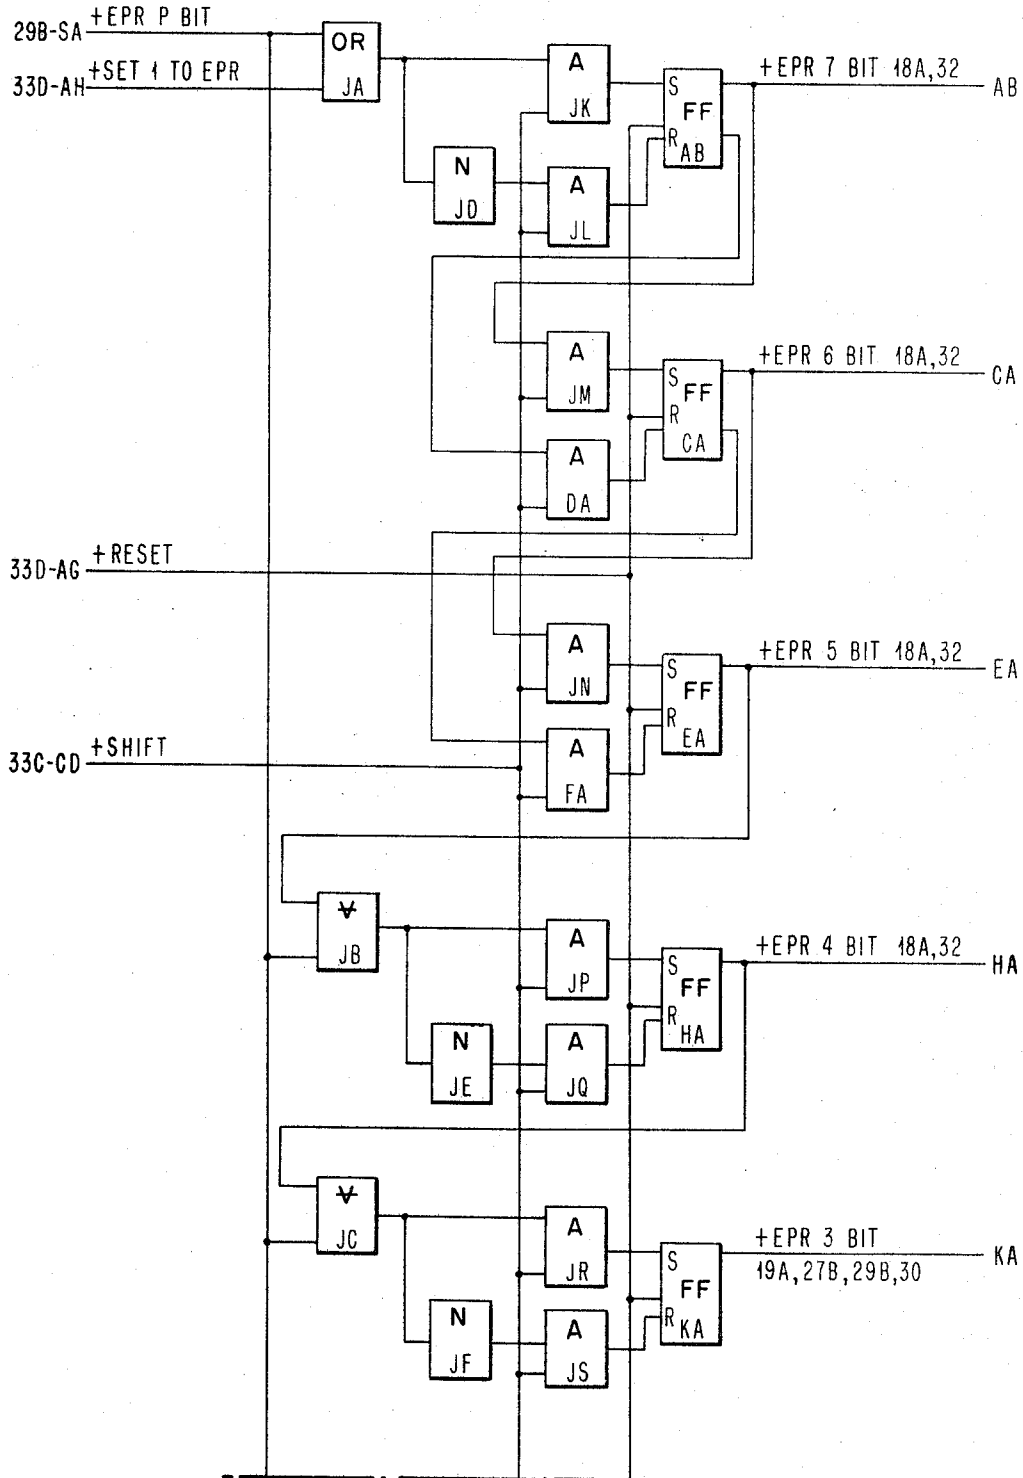 29B-SA +EPR P BIT
33D-AH +SET 1 TO EPR
OR
JA
A
JK
S
FF
R
AB
+EPR 7 BIT 18A,32
AB
N
JD
A
JL
A
JM
S
FF
R
CA
+EPR 6 BIT 18A,32
CA
A
DA
33D-AG +RESET
A
JN
S
FF
R
EA
+EPR 5 BIT 18A,32
EA
33C-CD +SHIFT
A
FA
∀
JB
A
JP
S
FF
R
HA
+EPR 4 BIT 18A,32
HA
N
JE
A
JQ
∀
JC
A
JR
S
FF
R
KA
+EPR 3 BIT
19A,27B,29B,30
KA
N
JF
A
JS